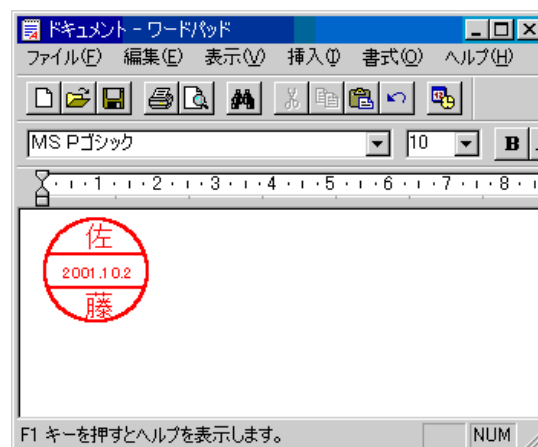 ドキュメント - ワードパッド
ファイル(F) 編集(E) 表示(V) 挿入(I) 書式(O) ヘルプ(H)
MS Pゴシック 10 B
1 2 3 4 5 6 7 8
佐
2001.10.2
藤
F1 キーを押すとヘルプを表示します。 NUM